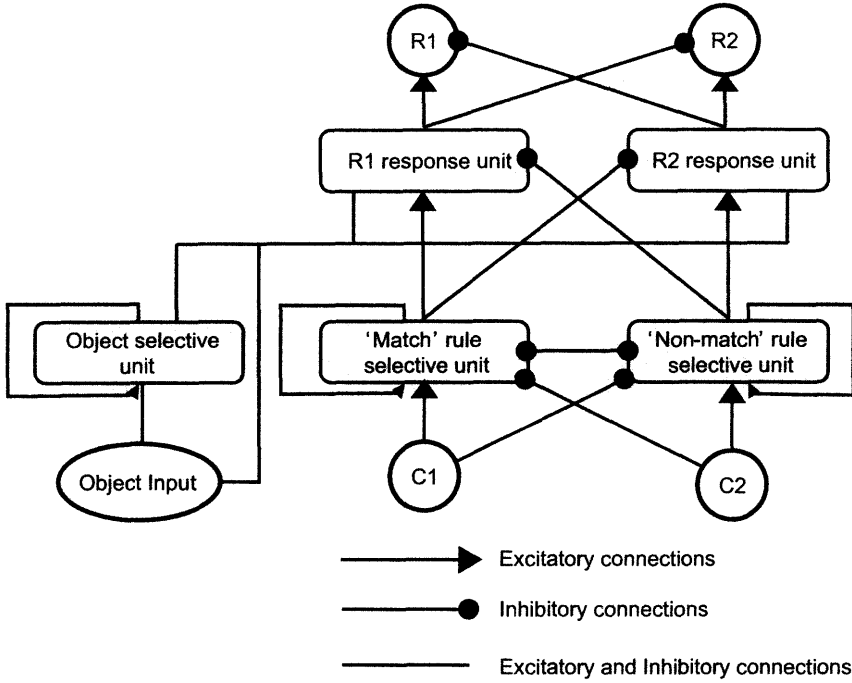 R1
R2
R1 response unit
R2 response unit
Object selective
unit
‘Match’ rule
selective unit
‘Non-match’ rule
selective unit
Object Input
C1
C2
Excitatory connections
Inhibitory connections
Excitatory and Inhibitory connections